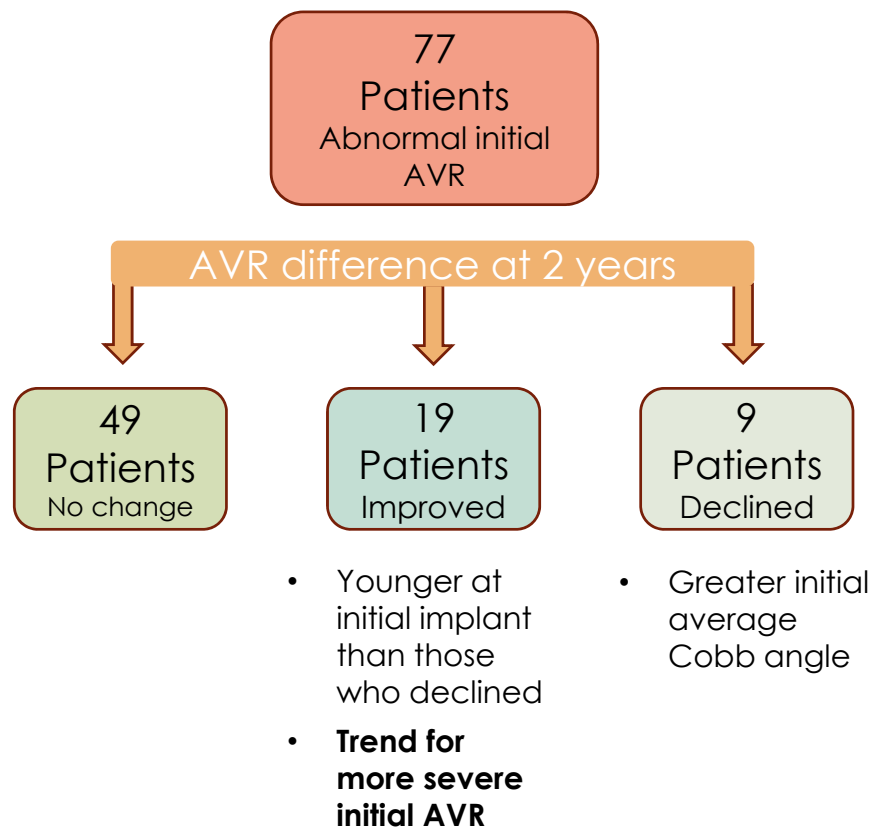 77
Patients
Abnormal initial
AVR
AVR difference at 2 years
49
Patients
No change
19
Patients
Improved
9
Patients
Declined
• Younger at
initial implant
than those
who declined
• Trend for
more severe
initial AVR
• Greater initial
average
Cobb angle